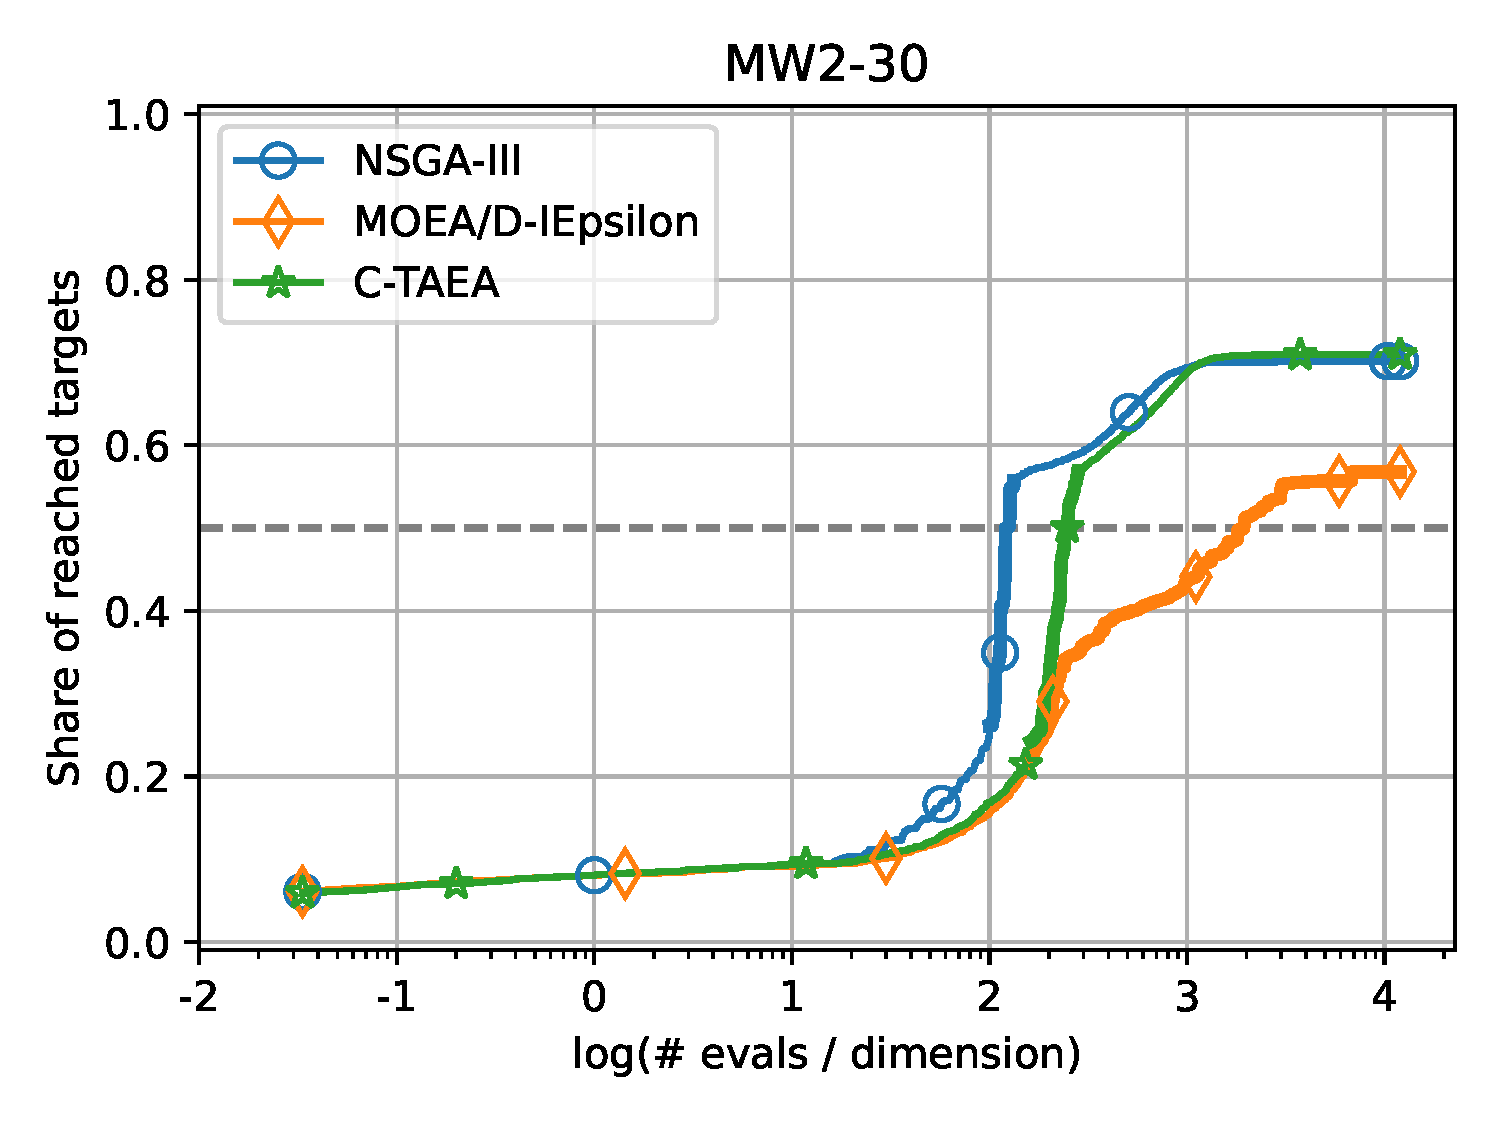 MW2-30
1.0
0.8
0.6
0.4
0.2
0.0
Share of reached targets
NSGA-III
MOEA/D-IEpsilon
C-TAEA
-2 -1 0 1 2 3 4
log(# evals / dimension)